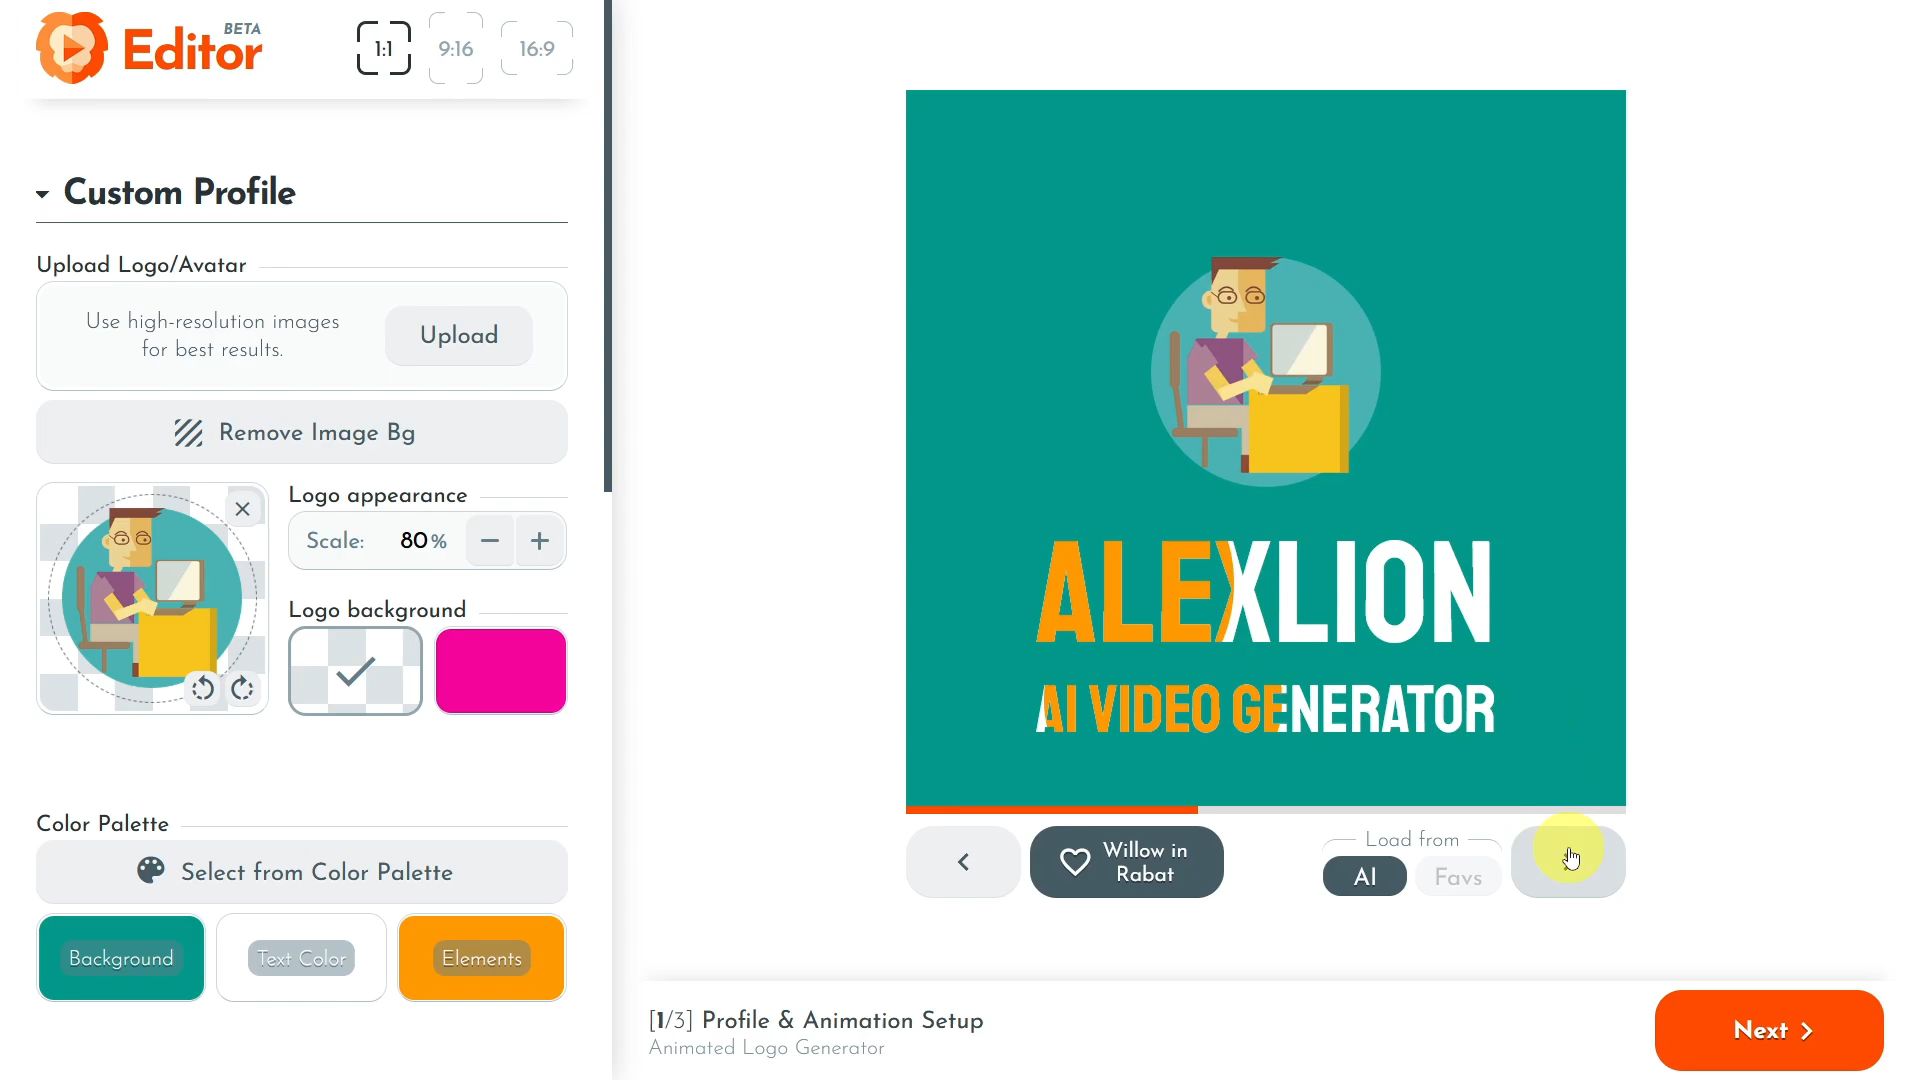 BETA
Editor
1:1
9:16
16:9
Custom Profile
Upload Logo/Avatar
Use high-resolution images
for best results.
Upload
Remove Image Bg
Logo appearance
Scale: 80%
Logo background
Color Palette
Select from Color Palette
Background
Text Color
Elements
ALEXLION
AI VIDEO GENERATOR
Willow in
Rabat
Load from
AI
Favs
[1/3] Profile & Animation Setup
Animated Logo Generator
Next